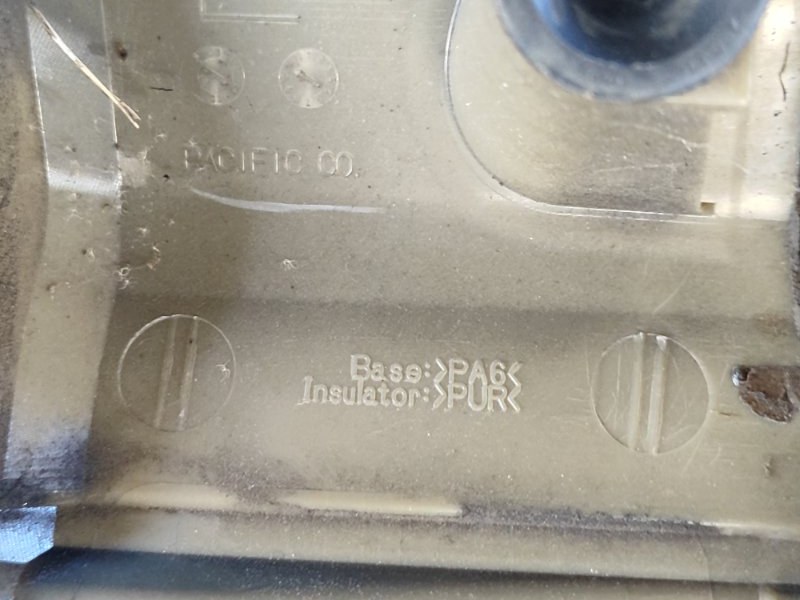 PACIFIC CO.
Base:>PA6<
Insulator:>PUR<